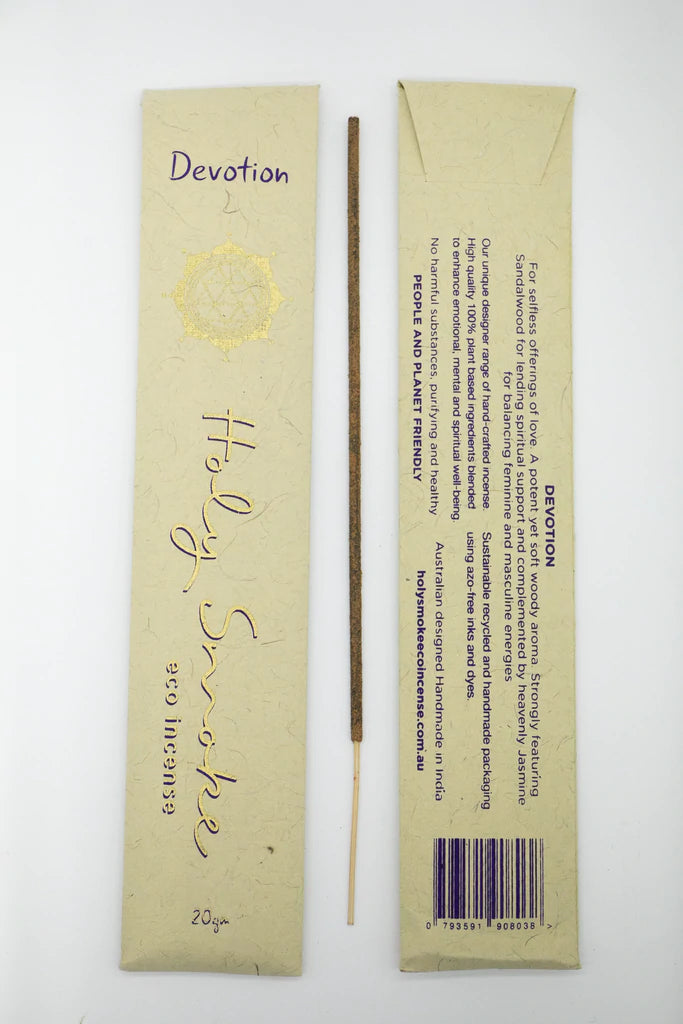 Devotion
Holy Smoke
eco incense
20gm
DEVOTION
For selfless offerings of love. A potent yet soft woody aroma. Strongly featuring
Sandalwood for lending spiritual support and complemented by heavenly Jasmine
for balancing feminine and masculine energies
Our unique designer range of hand-crafted incense.
High quality 100% plant based ingredients blended
to enhance emotional, mental and spiritual well-being.
No harmful substances, purifying and healthy
PEOPLE AND PLANET FRIENDLY
Sustainable recycled and handmade packaging
using azo-free inks and dyes.
Australian designed Handmade in India
holysmokeecoincense.com.au
0 793591 908038 >